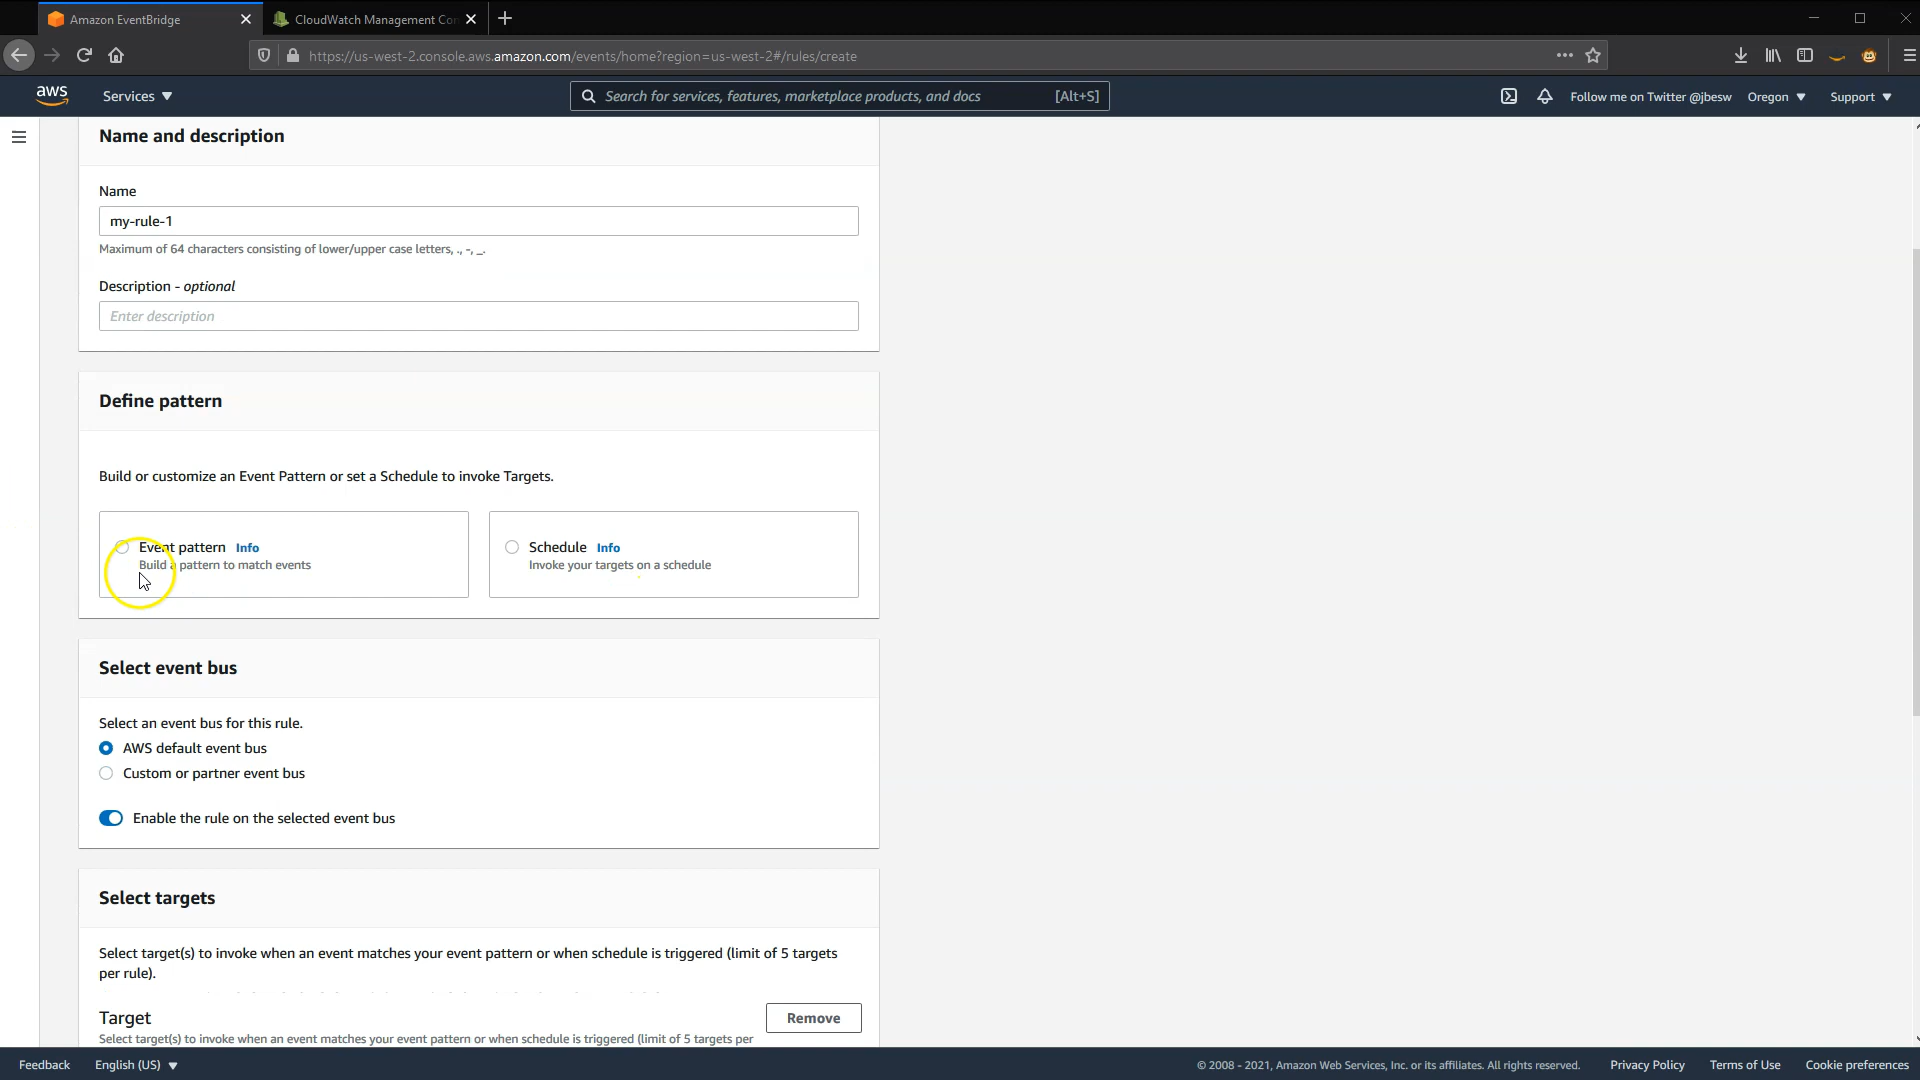 Amazon EventBridge
CloudWatch Management Con
https://us-west-2.console.aws.amazon.com/events/home?region=us-west-2#/rules/create
aws
Services
Search for services, features, marketplace products, and docs
[Alt+S]
Follow me on Twitter @jbesw
Oregon
Support
Name and description
Name
my-rule-1
Maximum of 64 characters consisting of lower/upper case letters, ., -, _.
Description - optional
Enter description
Define pattern
Build or customize an Event Pattern or set a Schedule to invoke Targets.
Event pattern Info
Build a pattern to match events
Schedule Info
Invoke your targets on a schedule
Select event bus
Select an event bus for this rule.
AWS default event bus
Custom or partner event bus
Enable the rule on the selected event bus
Select targets
Select target(s) to invoke when an event matches your event pattern or when schedule is triggered (limit of 5 targets
per rule).
Target
Remove
Select target(s) to invoke when an event matches your event pattern or when schedule is triggered (limit of 5 targets per
Feedback
English (US)
© 2008 - 2021, Amazon Web Services, Inc. or its affiliates. All rights reserved.
Privacy Policy
Terms of Use
Cookie preferences